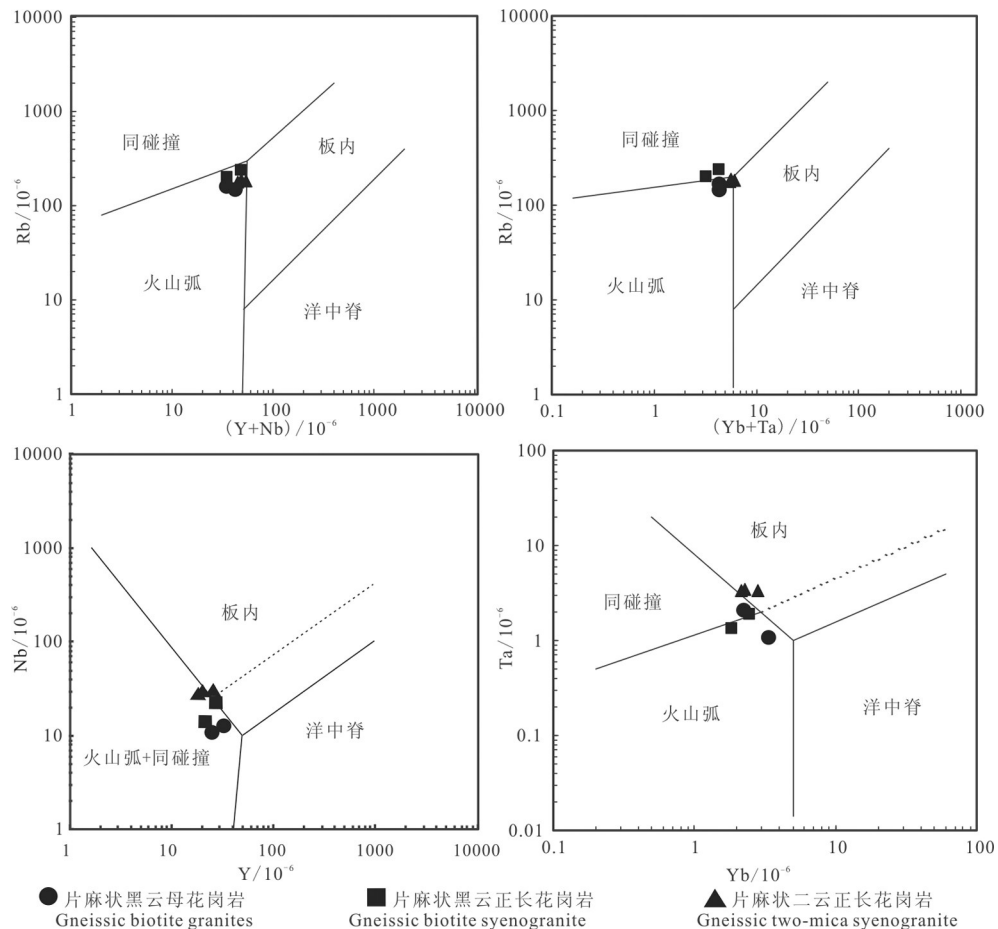 10000
1000
100
10
1
Rb/10⁻⁶
同碰撞
板内
火山弧
洋中脊
1 10 100 1000 10000
(Y+Nb)/10⁻⁶
10000
1000
100
10
1
Rb/10⁻⁶
同碰撞
板内
火山弧
洋中脊
0.1 1 10 100 1000
(Yb+Ta)/10⁻⁶
10000
1000
100
10
1
Nb/10⁻⁶
板内
火山弧+同碰撞
洋中脊
1 10 100 1000 10000
Y/10⁻⁶
100
10
1
0.1
0.01
Ta/10⁻⁶
板内
同碰撞
火山弧
洋中脊
0.1 1 10 100
Yb/10⁻⁶
片麻状黑云母花岗岩
Gneissic biotite granites
片麻状黑云正长花岗岩
Gneissic biotite syenogranite
片麻状二云正长花岗岩
Gneissic two-mica syenogranite